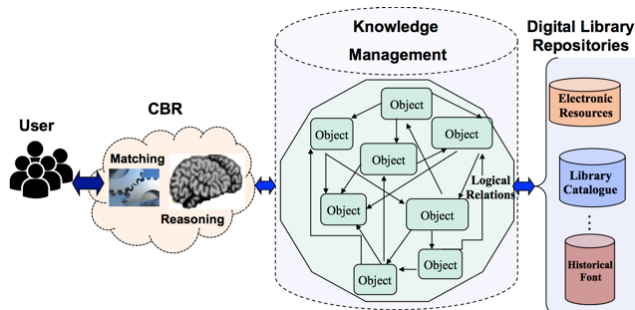 User
CBR
Matching
Reasoning
Knowledge
Management
Object
Object
Object
Object
Object
Object
Object
Object
Logical
Relations
Digital Library
Repositories
Electronic
Resources
Library
Catalogue
Historical
Font